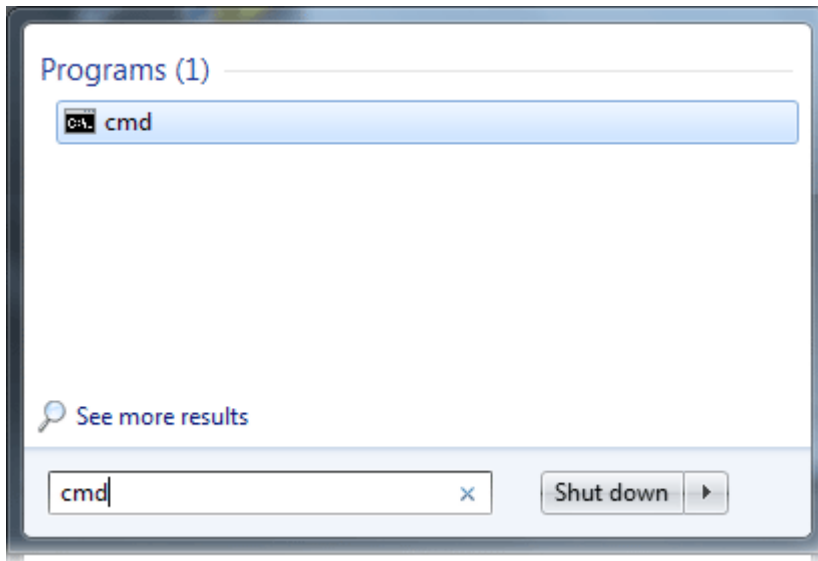 Programs (1)
C:\. cmd
See more results
cmd
Shut down